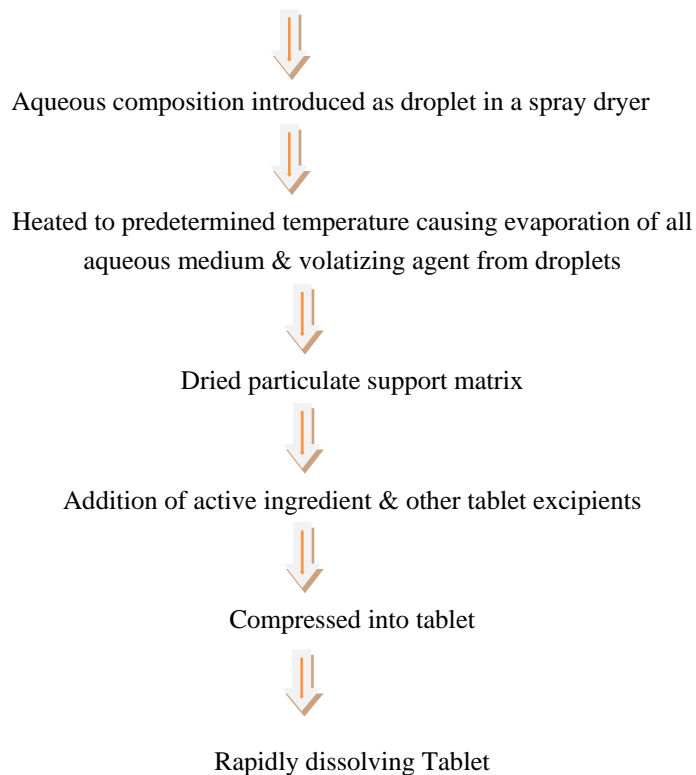 Aqueous composition introduced as droplet in a spray dryer
Heated to predetermined temperature causing evaporation of all
aqueous medium & volatizing agent from droplets
Dried particulate support matrix
Addition of active ingredient & other tablet excipients
Compressed into tablet
Rapidly dissolving Tablet